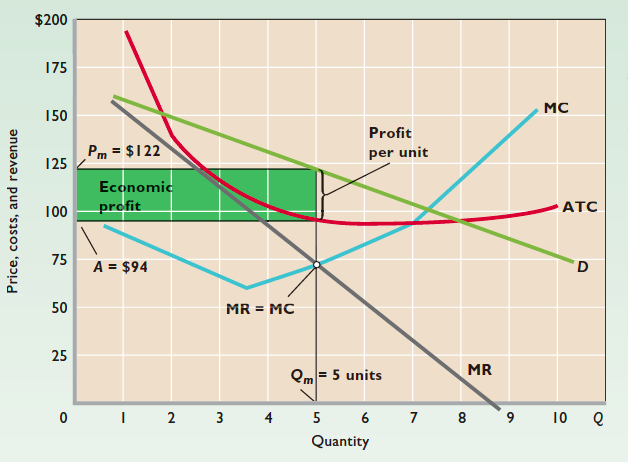 Price, costs, and revenue
$200
175
150
125
100
75
50
25
0
Pm = $122
Economic
profit
A = $94
Profit
per unit
MC
ATC
D
MR = MC
MR
Qm = 5 units
1 2 3 4 5 6 7 8 9 10 Q
Quantity